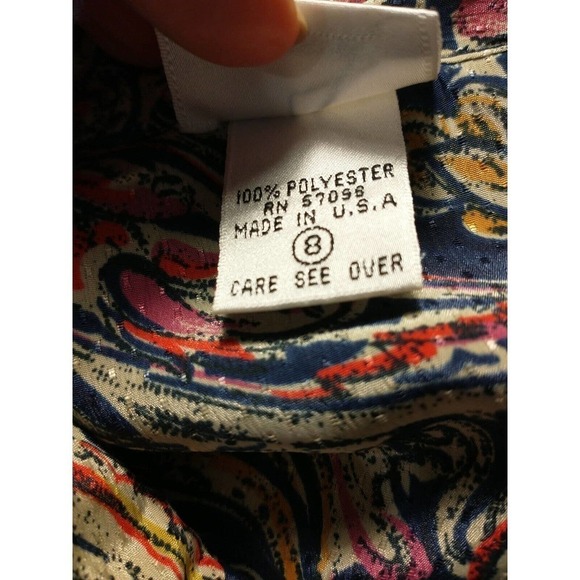 100% POLYESTER
RN 57098
MADE IN U.S.A
8
CARE SEE OVER